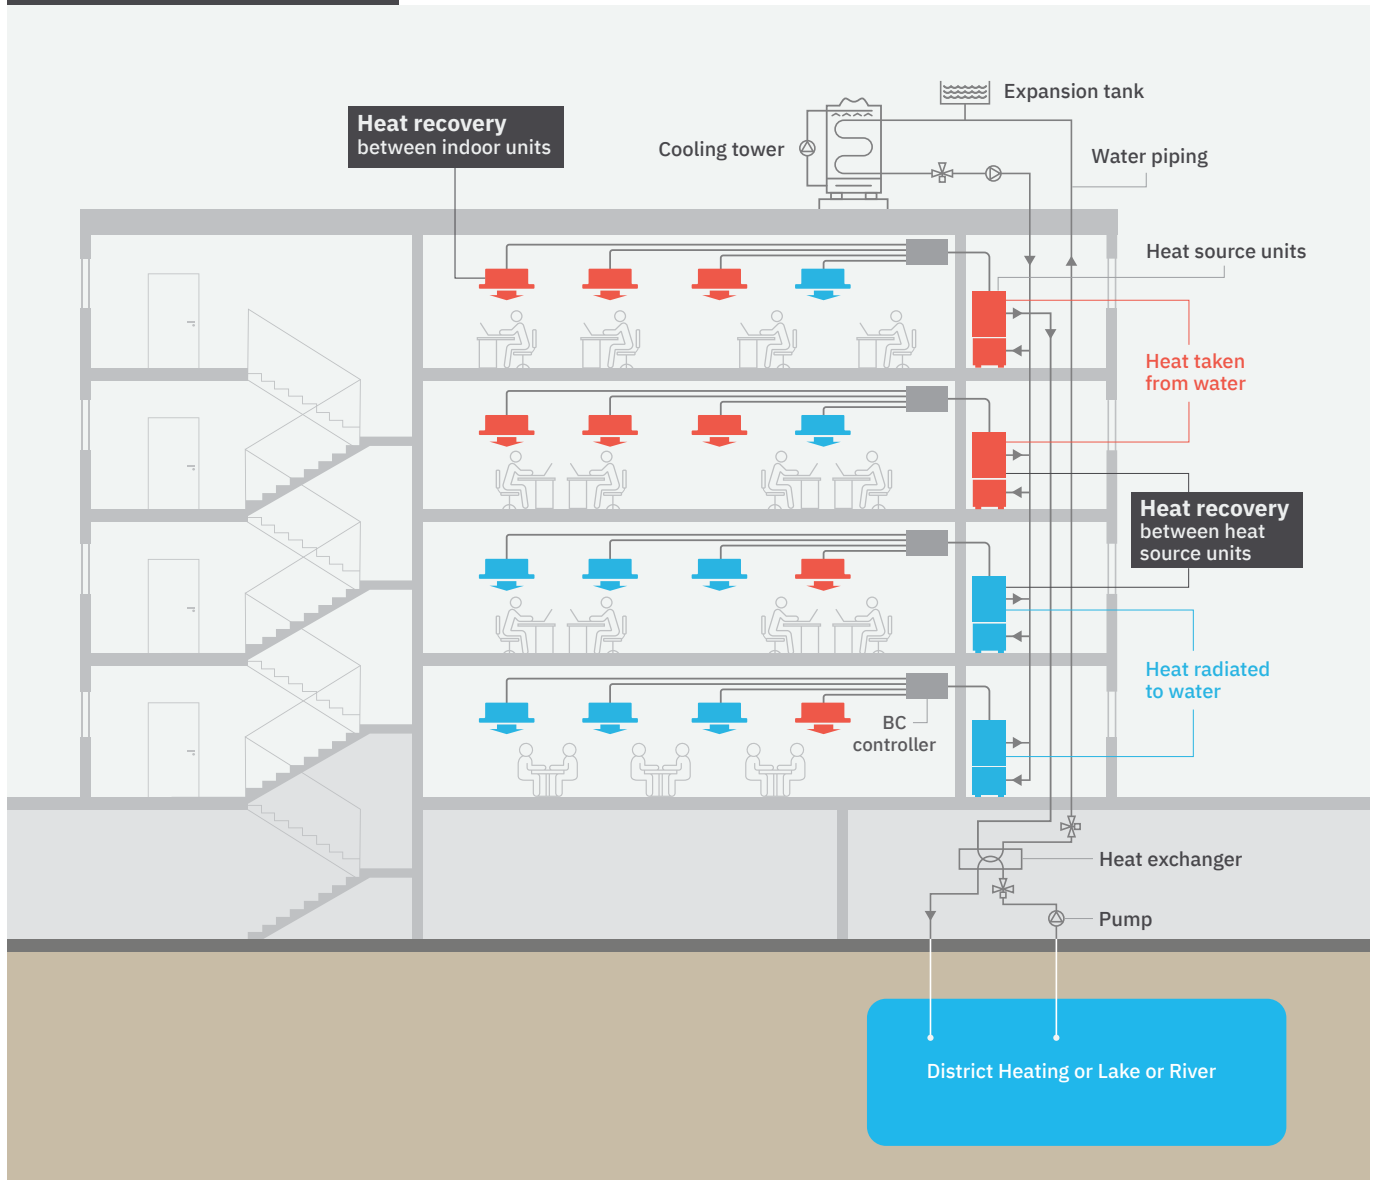 Expansion tank
Heat recovery
between indoor units
Cooling tower
Water piping
Heat source units
Heat taken
from water
Heat recovery
between heat
source units
Heat radiated
to water
BC
controller
Heat exchanger
Pump
District Heating or Lake or River